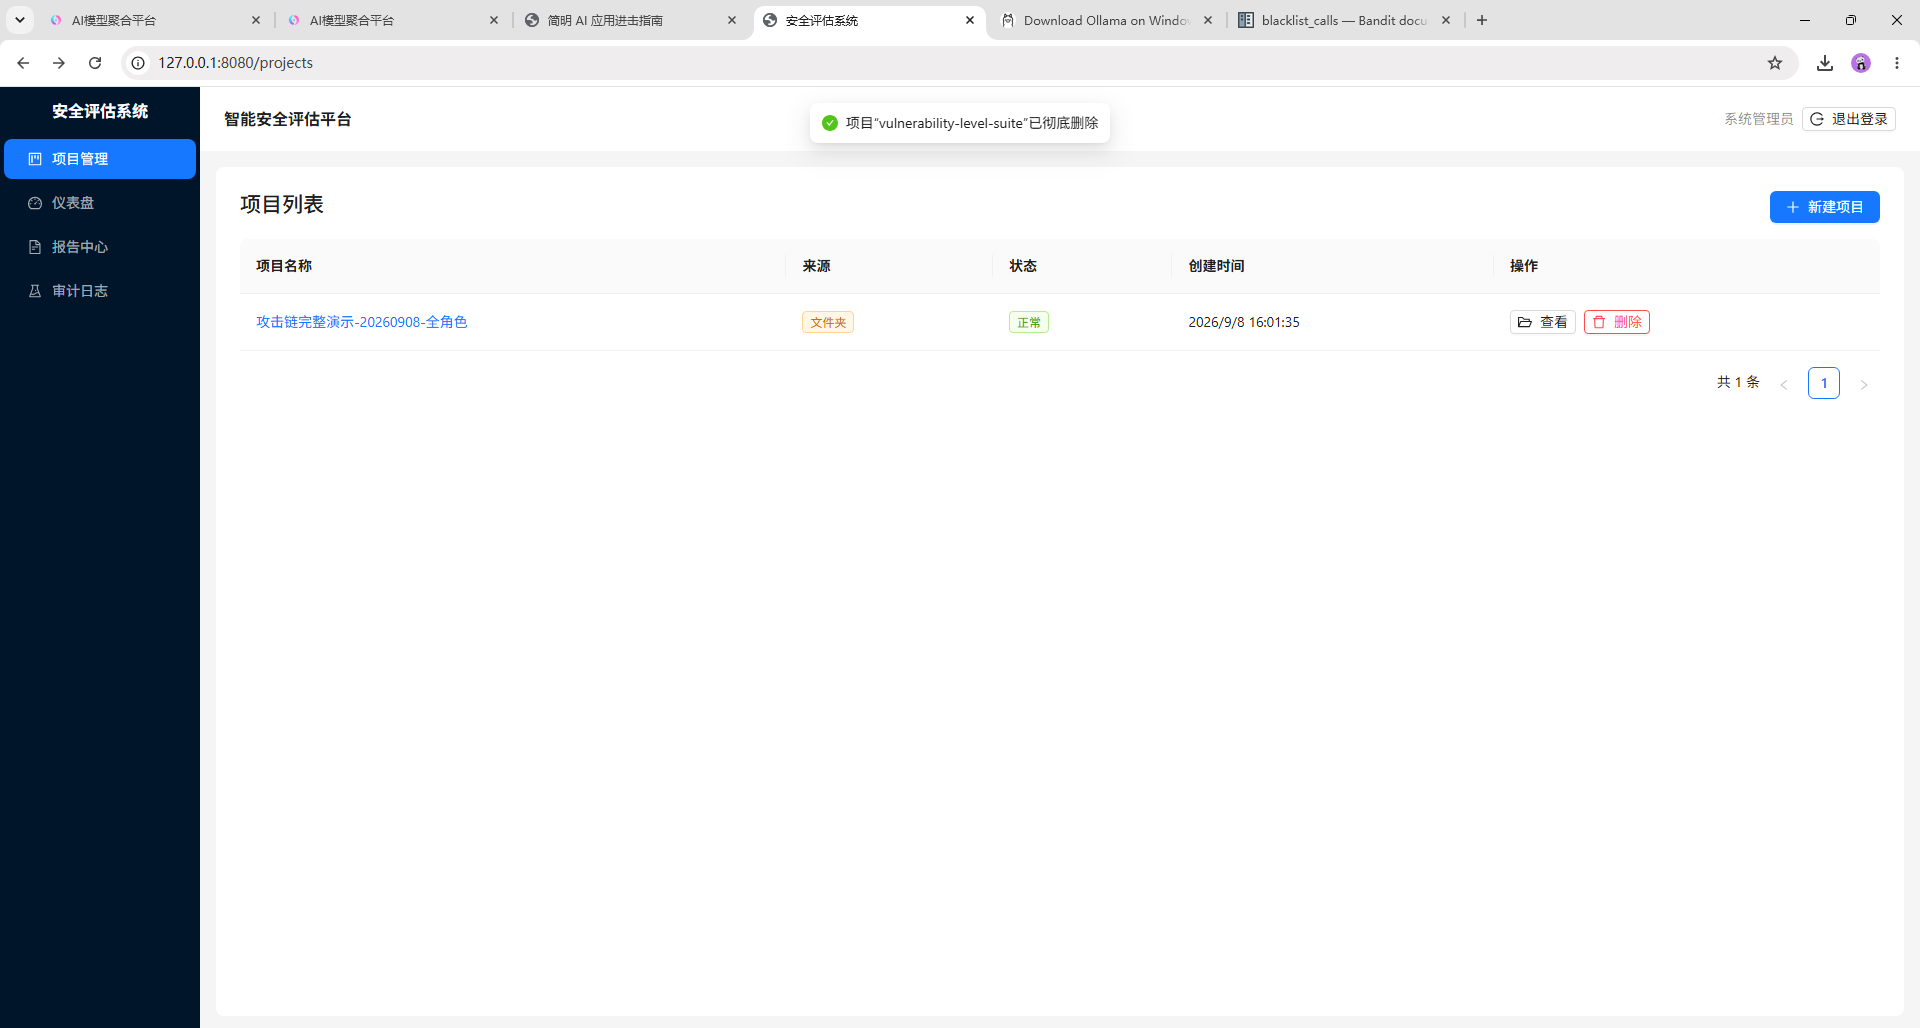 AI模型聚合平台
AI模型聚合平台
简明 AI 应用进击指南
安全评估系统
Download Ollama on Windo
blacklist_calls — Bandit docu
127.0.0.1:8080/projects
安全评估系统
项目管理
仪表盘
报告中心
审计日志
智能安全评估平台
项目“vulnerability-level-suite”已彻底删除
系统管理员
退出登录
项目列表
新建项目
项目名称 来源 状态 创建时间 操作
攻击链完整演示-20260908-全角色 文件夹 正常 2026/9/8 16:01:35 查看 删除
共 1 条 < 1 >